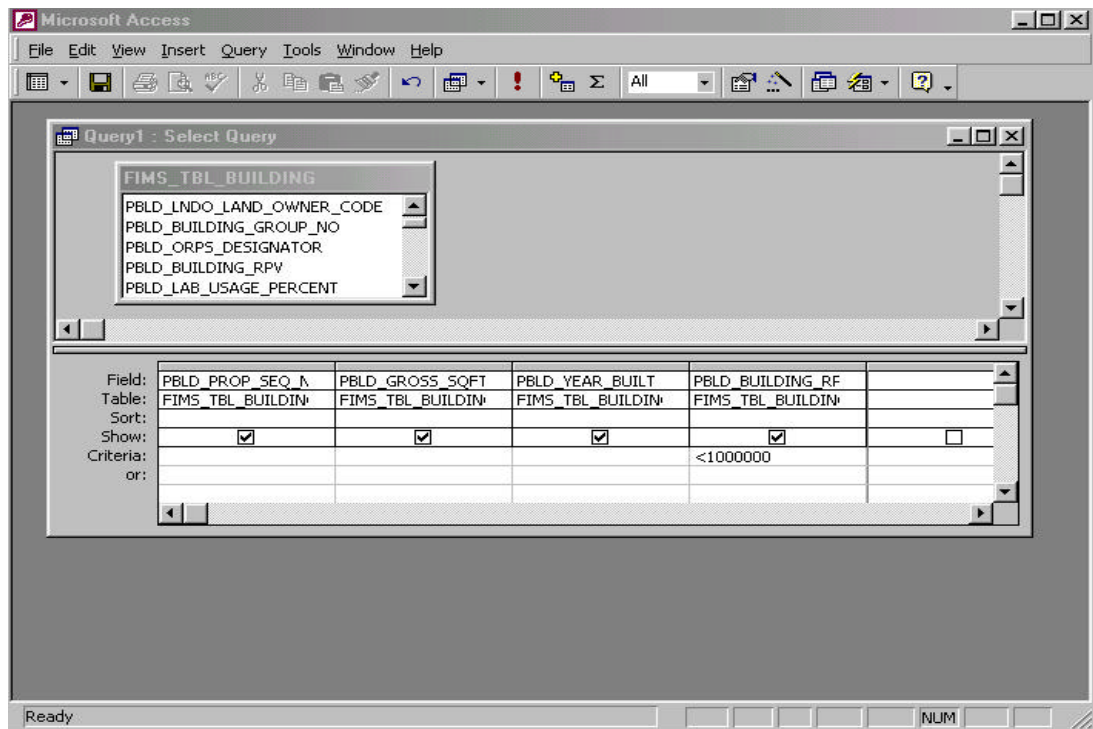 Microsoft Access
File Edit View Insert Query Tools Window Help
ABC Σ All ?
Query1 : Select Query
FIMS_TBL_BUILDING
PBLD_LNDO_LAND_OWNER_CODE
PBLD_BUILDING_GROUP_NO
PBLD_ORPS_DESIGNATOR
PBLD_BUILDING_RPV
PBLD_LAB_USAGE_PERCENT
Field: PBLD_PROP_SEQ_N PBLD_GROSS_SQFT PBLD_YEAR_BUILT PBLD_BUILDING_RF
Table: FIMS_TBL_BUILDIN FIMS_TBL_BUILDIN FIMS_TBL_BUILDIN FIMS_TBL_BUILDIN
Sort:
Show:
Criteria: <1000000
or:
Ready NUM